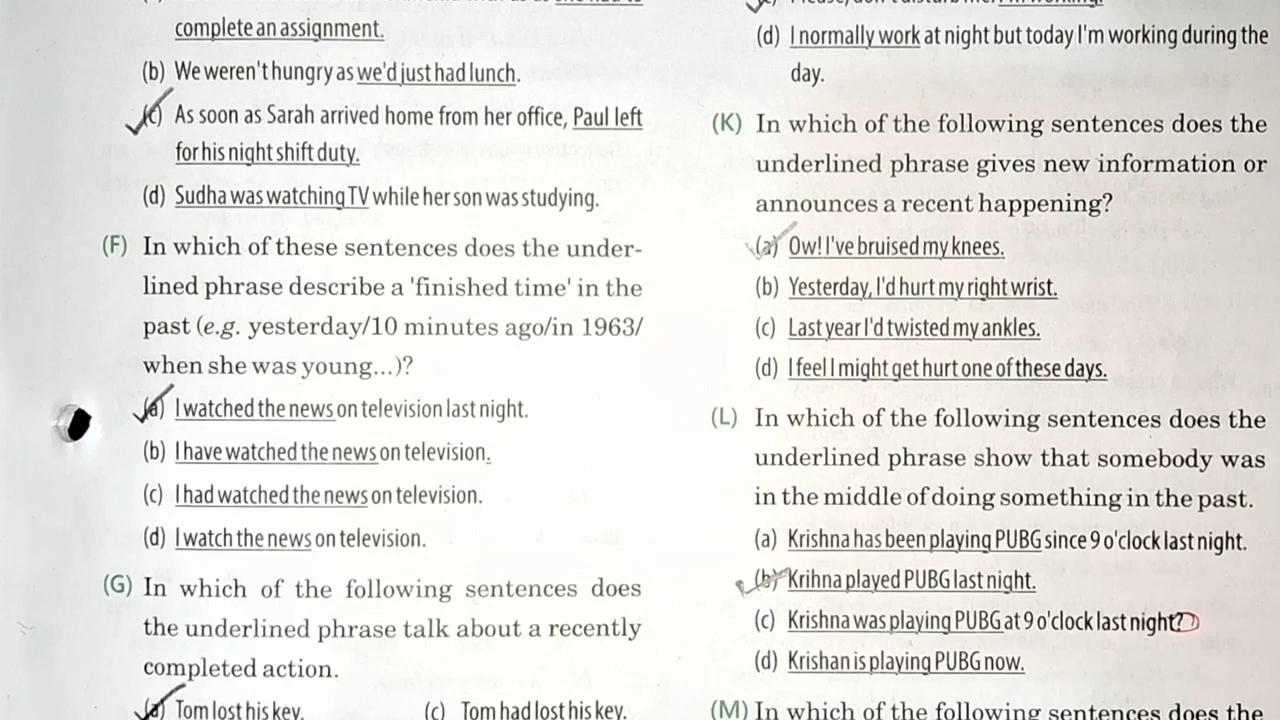 complete an assignment.
(b) We weren't hungry as we'd just had lunch.
(c) As soon as Sarah arrived home from her office, Paul left
for his night shift duty.
(d) Sudha was watching TV while her son was studying.
(F) In which of these sentences does the under-
lined phrase describe a 'finished time' in the
past (e.g. yesterday/10 minutes ago/in 1963/
when she was young...)?
(a) I watched the news on television last night.
(b) I have watched the news on television.
(c) I had watched the news on television.
(d) I watch the news on television.
(G) In which of the following sentences does
the underlined phrase talk about a recently
completed action.
(a) Tom lost his key. (c) Tom had lost his key.
(d) I normally work at night but today I'm working during the
day.
(K) In which of the following sentences does the
underlined phrase gives new information or
announces a recent happening?
(a) Ow! I've bruised my knees.
(b) Yesterday, I'd hurt my right wrist.
(c) Last year I'd twisted my ankles.
(d) I feel I might get hurt one of these days.
(L) In which of the following sentences does the
underlined phrase show that somebody was
in the middle of doing something in the past.
(a) Krishna has been playing PUBG since 9 o'clock last night.
(b) Krihna played PUBG last night.
(c) Krishna was playing PUBG at 9 o'clock last night?
(d) Krishan is playing PUBG now.
(M) In which of the following sentences does the